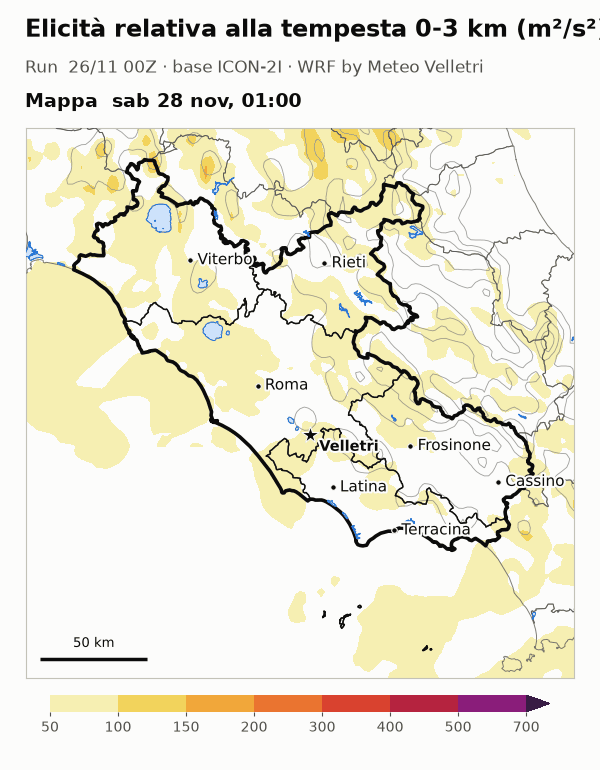 Elicità relativa alla tempesta 0-3 km (m²/s²)
Run 26/11 00Z · base ICON-2I · WRF by Meteo Velletri
Mappa sab 28 nov, 01:00
Viterbo
Rieti
Roma
Velletri
Frosinone
Latina
Cassino
Terracina
50 km
50 100 150 200 300 400 500 700